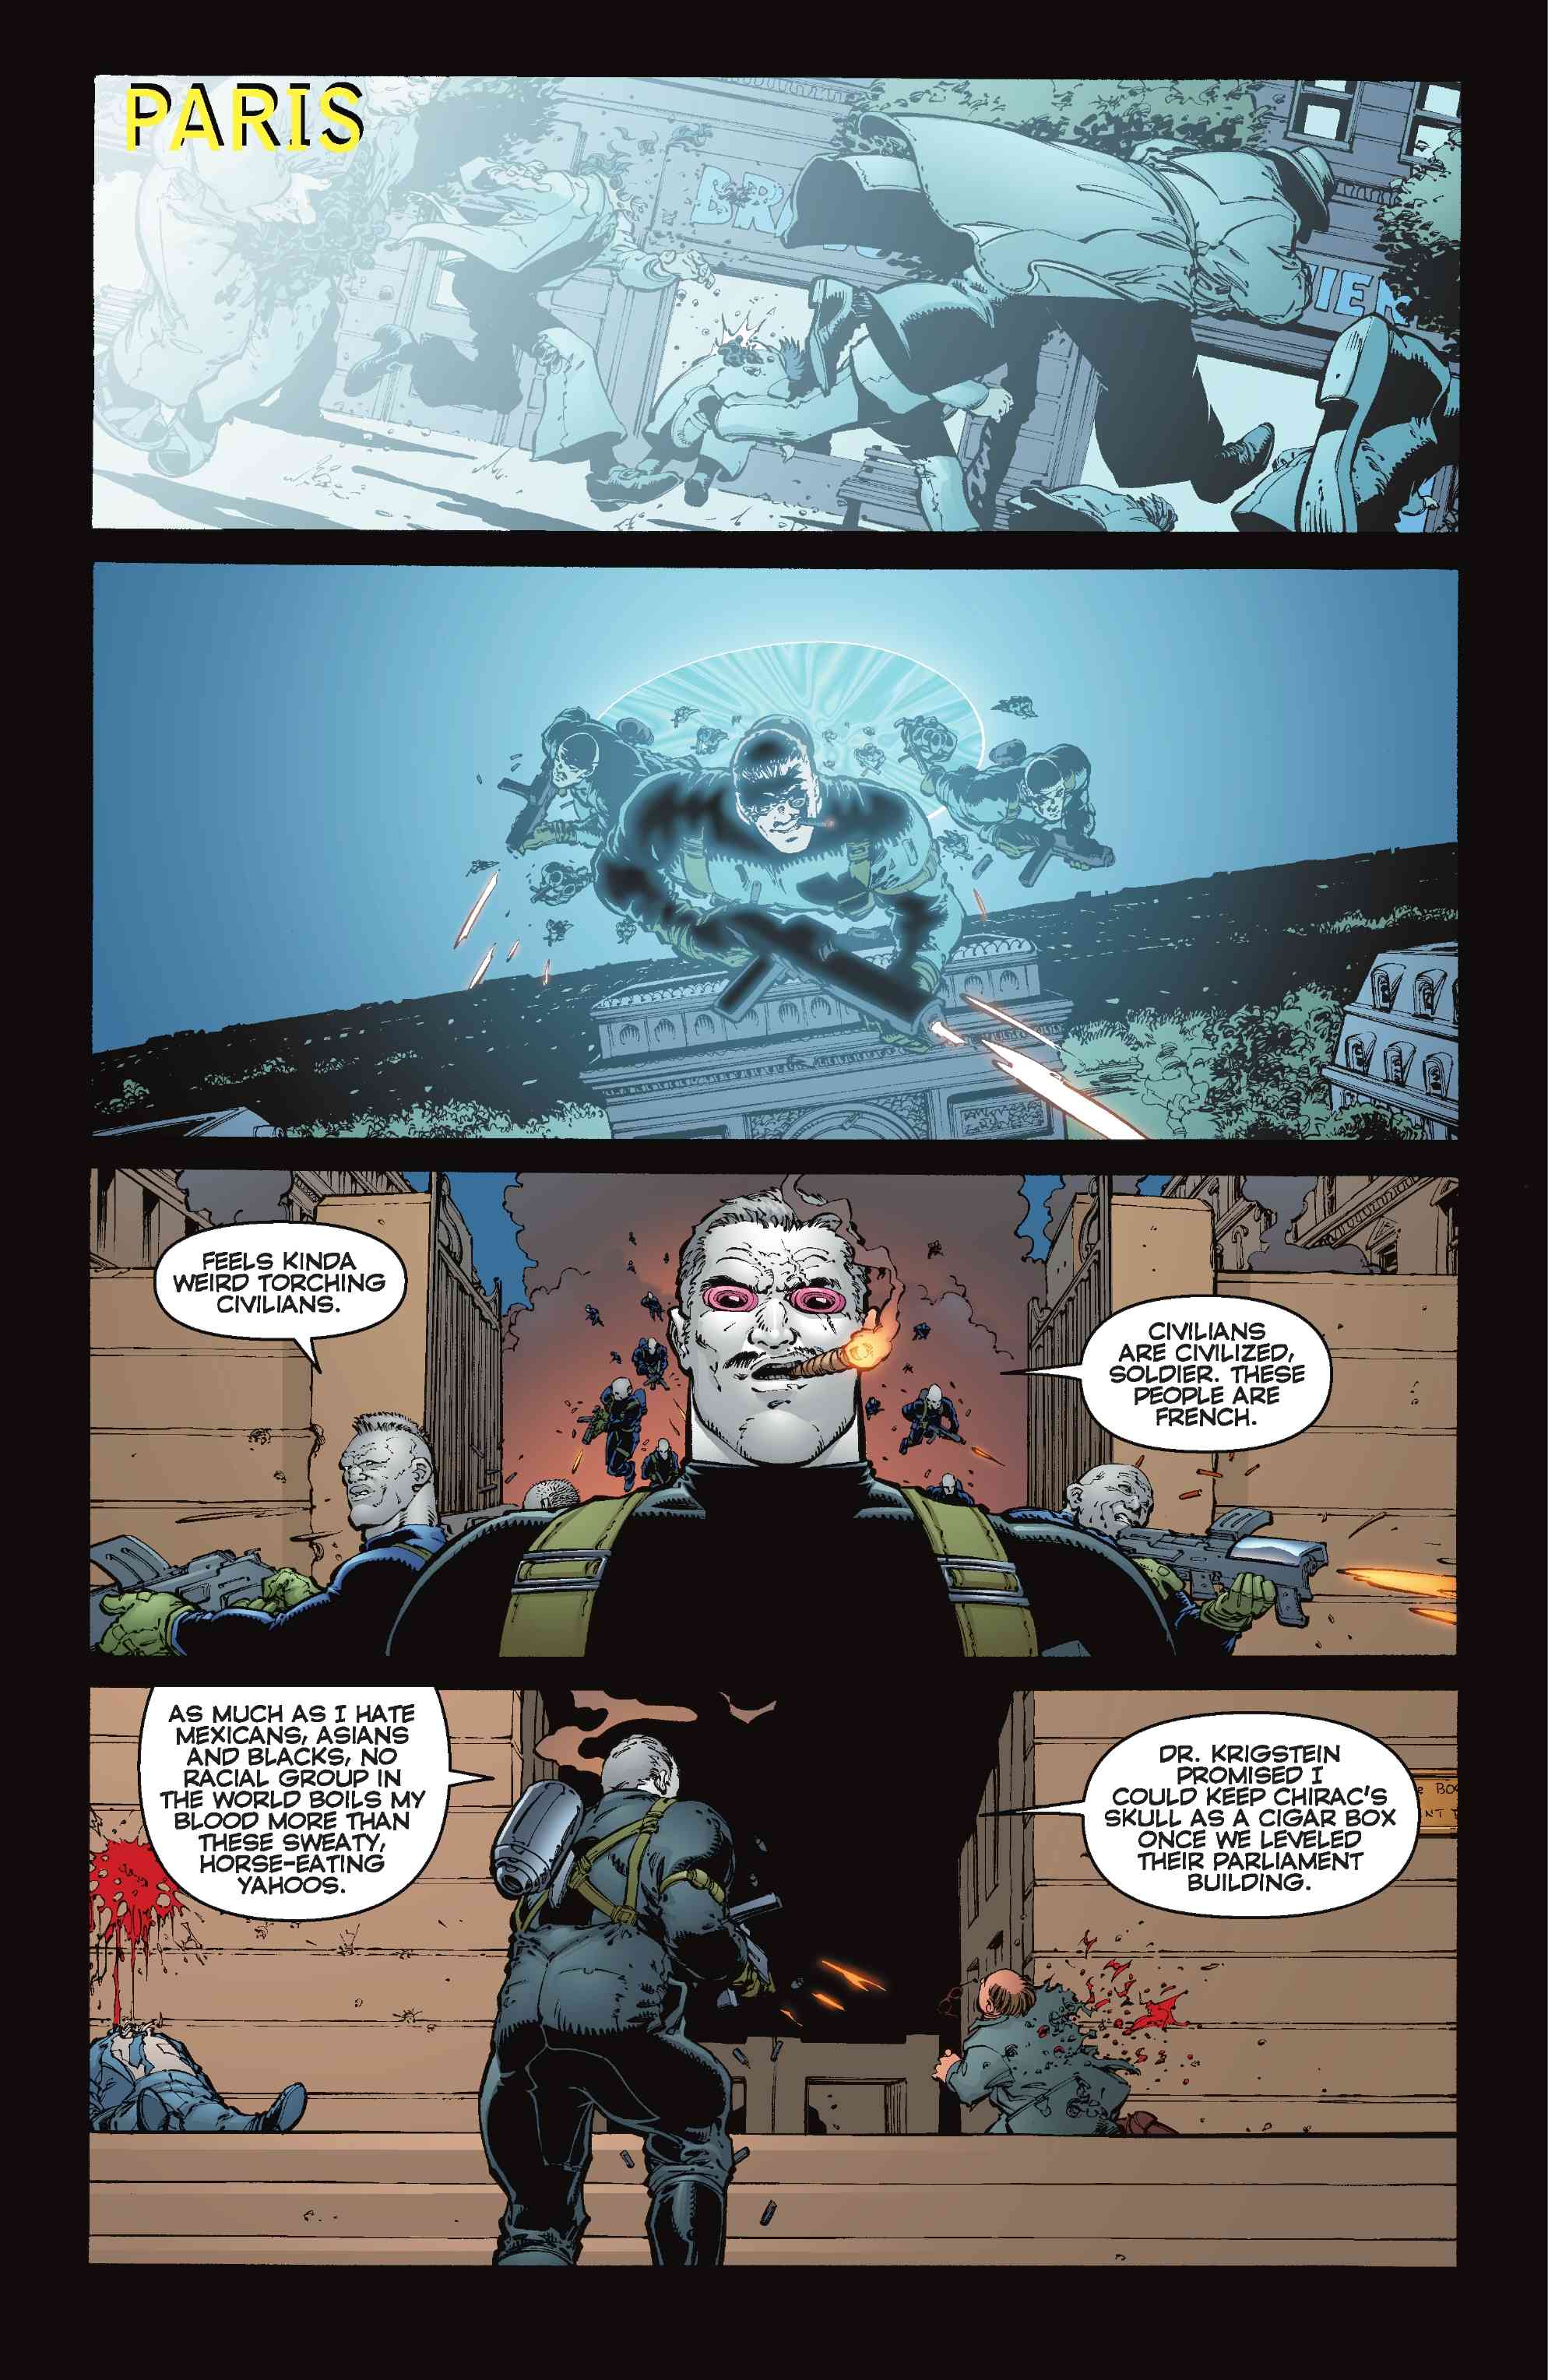 PARIS
FEELS KINDA
WEIRD TORCHING
CIVILIANS.
CIVILIANS
ARE CIVILIZED,
SOLDIER. THESE
PEOPLE ARE
FRENCH.
AS MUCH AS I HATE
MEXICANS, ASIANS
AND BLACKS, NO
RACIAL GROUP IN
THE WORLD BOILS MY
BLOOD MORE THAN
THESE SWEATY,
HORSE-EATING
YAHOOS.
DR. KRIGSTEIN
PROMISED I
COULD KEEP CHIRAC'S
SKULL AS A CIGAR BOX
ONCE WE LEVELED
THEIR PARLIAMENT
BUILDING.